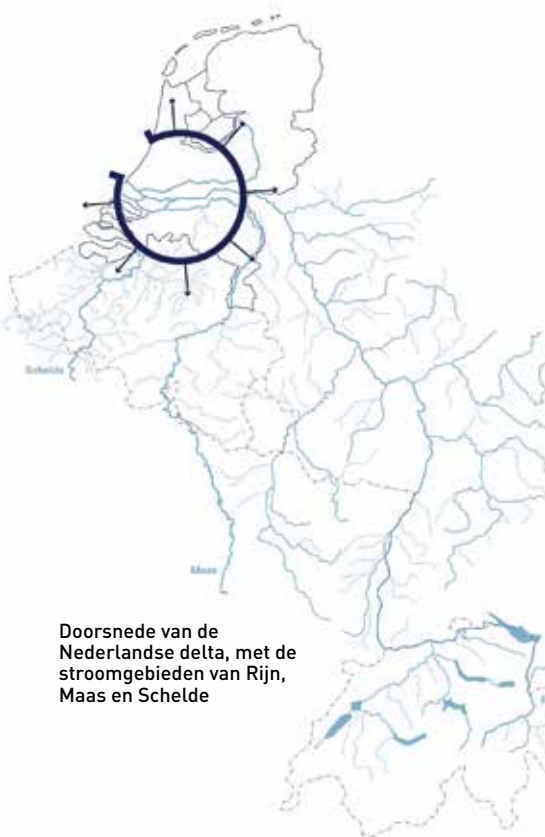 Schelde
Maas
Doorsnede van de
Nederlandse delta, met de
stroomgebieden van Rijn,
Maas en Schelde